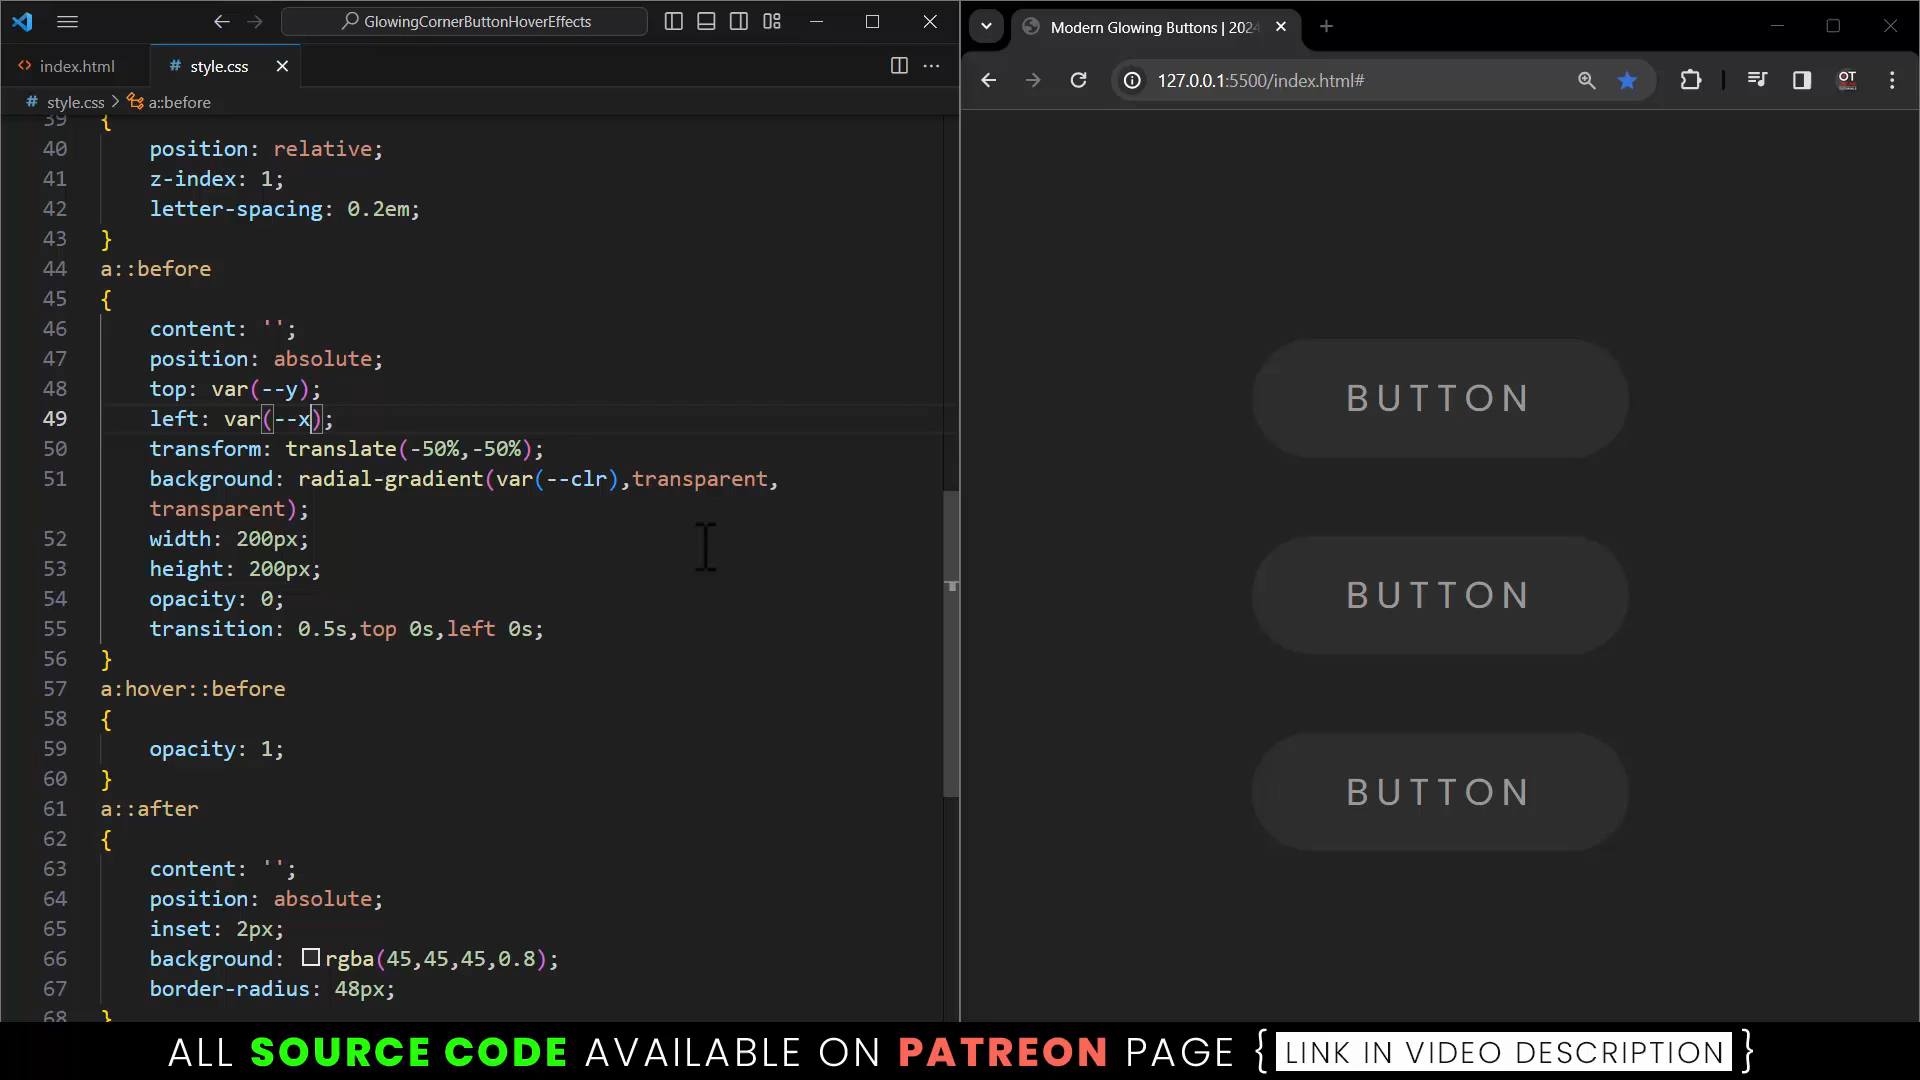 GlowingCornerButtonHoverEffects
index.html
style.css
style.css > a::before
39 {
40 position: relative;
41 z-index: 1;
42 letter-spacing: 0.2em;
43 }
44 a::before
45 {
46 content: '';
47 position: absolute;
48 top: var(--y);
49 left: var(--x);
50 transform: translate(-50%,-50%);
51 background: radial-gradient(var(--clr),transparent,
transparent);
52 width: 200px;
53 height: 200px;
54 opacity: 0;
55 transition: 0.5s,top 0s,left 0s;
56 }
57 a:hover::before
58 {
59 opacity: 1;
60 }
61 a::after
62 {
63 content: '';
64 position: absolute;
65 inset: 2px;
66 background: rgba(45,45,45,0.8);
67 border-radius: 48px;
68 }
Modern Glowing Buttons | 2024
127.0.0.1:5500/index.html#
OT
BUTTON
BUTTON
BUTTON
ALL SOURCE CODE AVAILABLE ON PATREON PAGE { LINK IN VIDEO DESCRIPTION }